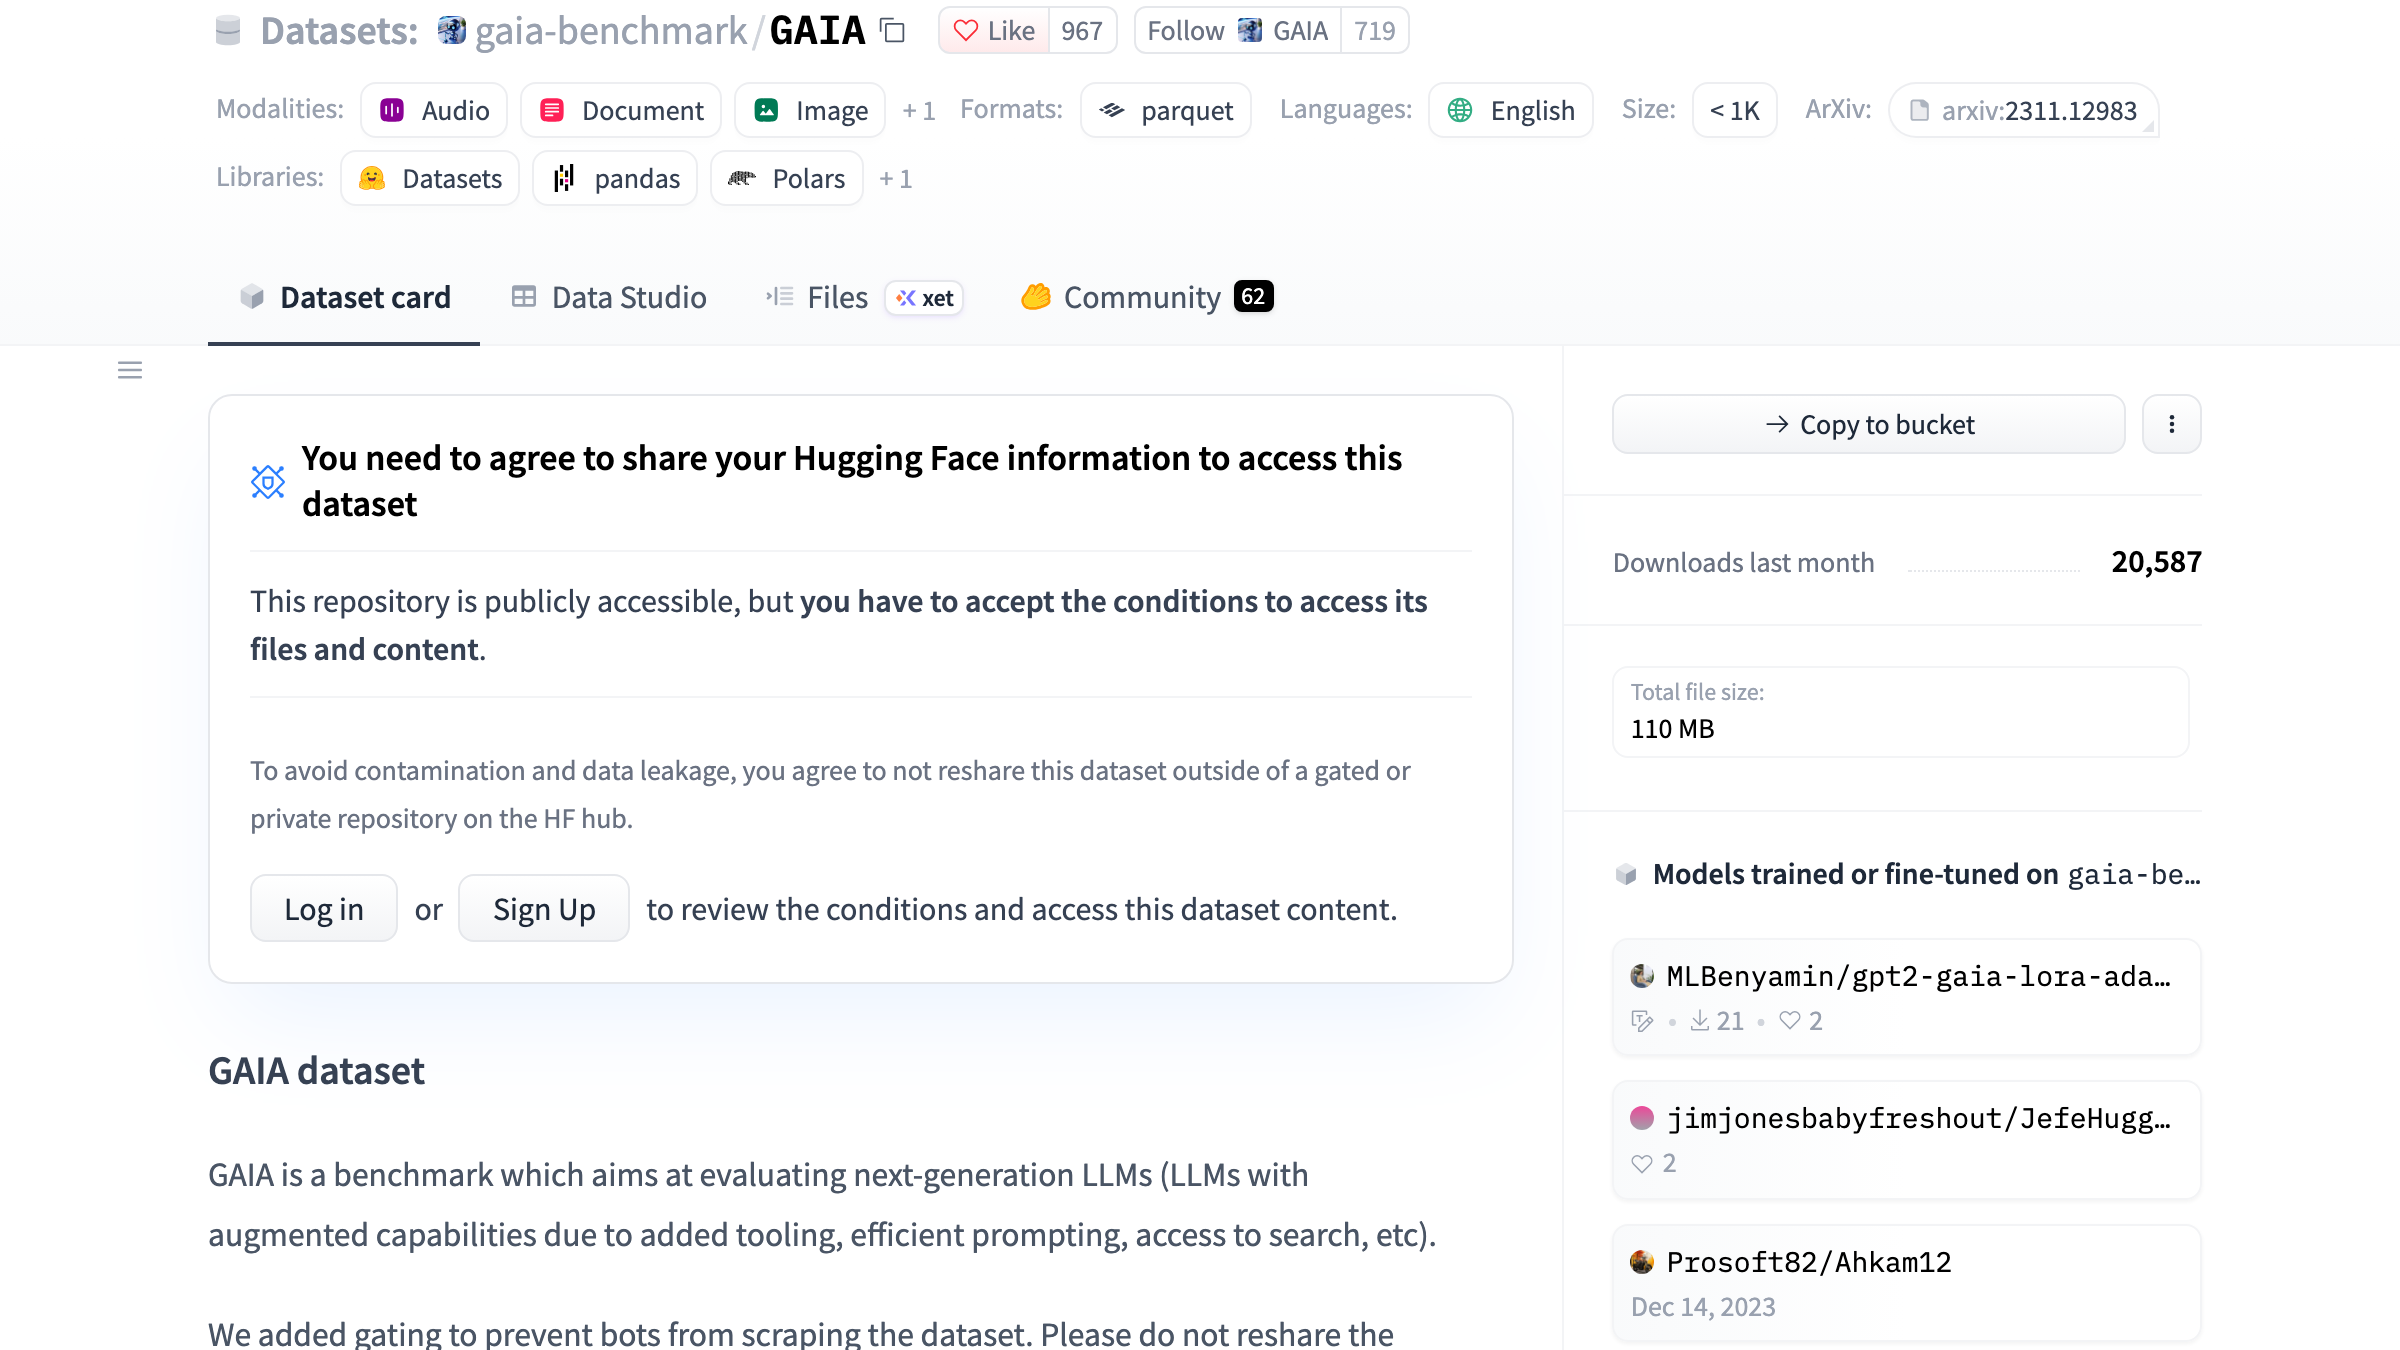 Datasets: gaia-benchmark/GAIA Like 967 Follow GAIA 719
Modalities: Audio Document Image + 1 Formats: parquet Languages: English Size: < 1K ArXiv: arxiv:2311.12983
Libraries: Datasets pandas Polars + 1
Dataset card Data Studio Files xet Community 62
You need to agree to share your Hugging Face information to access this
dataset
This repository is publicly accessible, but you have to accept the conditions to access its
files and content.
To avoid contamination and data leakage, you agree to not reshare this dataset outside of a gated or
private repository on the HF hub.
Log in or Sign Up to review the conditions and access this dataset content.
GAIA dataset
GAIA is a benchmark which aims at evaluating next-generation LLMs (LLMs with
augmented capabilities due to added tooling, efficient prompting, access to search, etc).
We added gating to prevent bots from scraping the dataset. Please do not reshare the
→ Copy to bucket
Downloads last month 20,587
Total file size:
110 MB
Models trained or fine-tuned on gaia-be…
MLBenyamin/gpt2-gaia-lora-ada…
21 • 2
jimjonesbabyfreshout/JefeHugg…
2
Prosoft82/Ahkam12
Dec 14, 2023